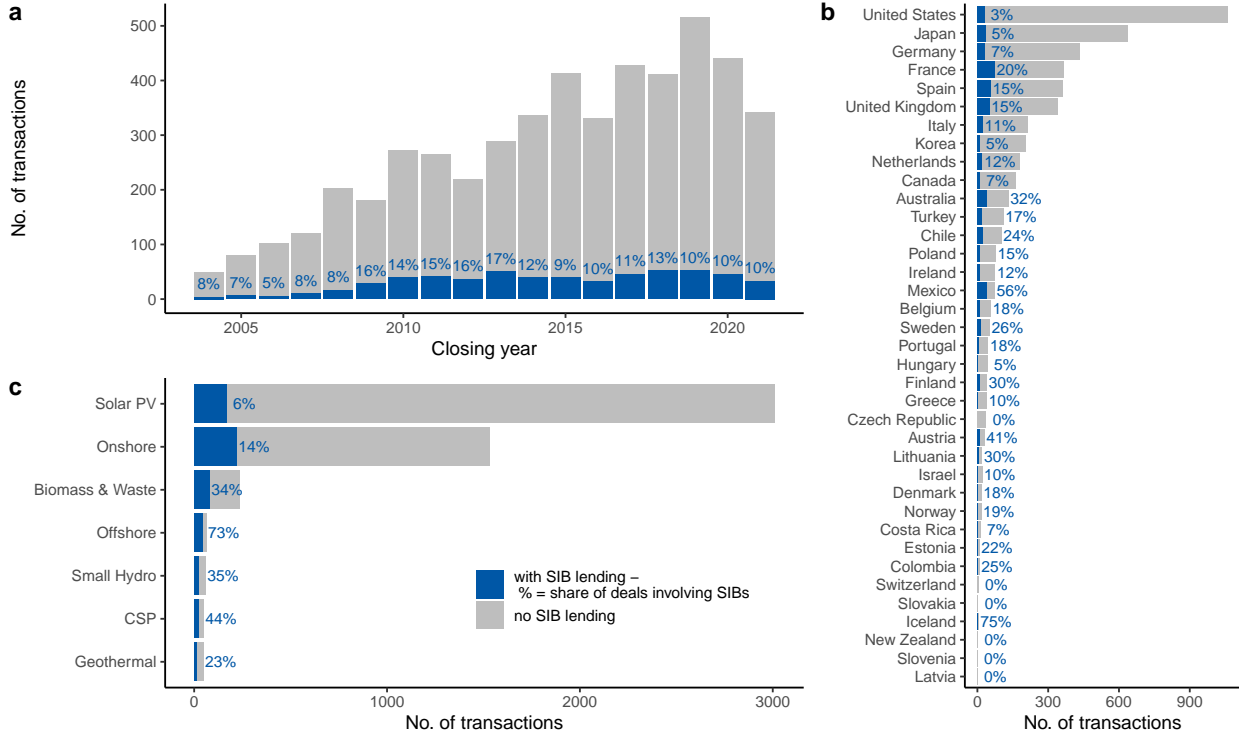 a
No. of transactions
500
400
300
200
100
0
8% 7% 5% 8% 8% 16% 14% 15% 16% 17% 12% 9% 10% 11% 13% 10% 10% 10%
2005 2010 2015 2020
Closing year
b
United States 3%
Japan 5%
Germany 7%
France 20%
Spain 15%
United Kingdom 15%
Italy 11%
Korea 5%
Netherlands 12%
Canada 7%
Australia 32%
Turkey 17%
Chile 24%
Poland 15%
Ireland 12%
Mexico 56%
Belgium 18%
Sweden 26%
Portugal 18%
Hungary 5%
Finland 30%
Greece 10%
Czech Republic 0%
Austria 41%
Lithuania 30%
Israel 10%
Denmark 18%
Norway 19%
Costa Rica 7%
Estonia 22%
Colombia 25%
Switzerland 0%
Slovakia 0%
Iceland 75%
New Zealand 0%
Slovenia 0%
Latvia 0%
0 300 600 900
No. of transactions
c
Solar PV 6%
Onshore 14%
Biomass & Waste 34%
Offshore 73%
Small Hydro 35%
CSP 44%
Geothermal 23%
with SIB lending –
% = share of deals involving SIBs
no SIB lending
0 1000 2000 3000
No. of transactions